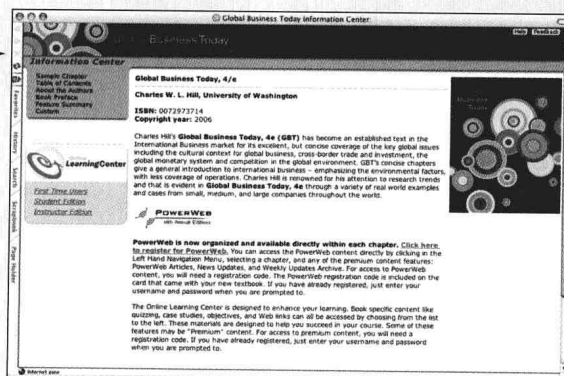 Global Business Today Information Center
Business Today
Help Feedback
Information Center
Sample Chapter
Table of Contents
About the Authors
Book Preface
Feature Summary
Custom
Global Business Today, 4/e
Charles W. L. Hill, University of Washington
ISBN: 0072973714
Copyright year: 2006
Charles Hill's Global Business Today, 4e (GBT) has become an established text in the
International Business market for its excellent, but concise coverage of the key global issues
including the cultural context for global business, cross-border trade and investment, the
global monetary system and competition in the global environment. GBT's concise chapters
give a general introduction to international business – emphasizing the environmental factors,
with less coverage of operations. Charles Hill is renowned for his attention to research trends
and that is evident in Global Business Today, 4e through a variety of real world examples
and cases from small, medium, and large companies throughout the world.
LearningCenter
First Time Users
Student Edition
Instructor Edition
POWERWEB
PowerWeb is now organized and available directly within each chapter. Click here
to register for PowerWeb. You can access the PowerWeb content directly by clicking in the
Left Hand Navigation Menu, selecting a chapter, and any of the premium content features:
PowerWeb Articles, News Updates, and Weekly Updates Archive. For access to PowerWeb
content, you will need a registration code. The PowerWeb registration code is included on the
card that came with your new textbook. If you have already registered, just enter your
username and password when you are prompted to.
The Online Learning Center is designed to enhance your learning. Book specific content like
quizzing, case studies, objectives, and Web links can all be accessed by choosing from the list
to the left. These materials are designed to help you succeed in your course. Some of these
features may be "Premium" content. For access to premium content, you will need a
registration code. If you have already registered, just enter your username and password
when you are prompted to.
Favorites
History
Search
Scrapbook
Page Holder
Internet zone